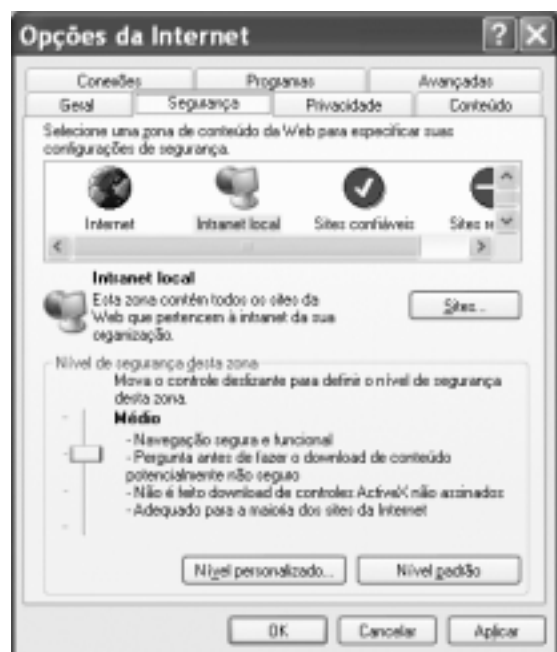 Opções da Internet
Conexões Programas Avançadas
Geral Segurança Privacidade Conteúdo
Selecione uma zona de conteúdo da Web para especificar suas
configurações de segurança.
Internet Intranet local Sites confiáveis Sites
Intranet local
Esta zona contém todos os sites da
Web que pertencem à intranet da sua
organização.
Sites...
Nível de segurança desta zona
Mova o controle deslizante para definir o nível de segurança
desta zona.
Médio
- Navegação segura e funcional
- Pergunta antes de fazer o download de conteúdo
potencialmente não seguro
- Não é feito download de controles ActiveX não assinados
- Adequado para a maioria dos sites da Internet
Nível personalizado... Nível padrão
OK Cancelar Aplicar